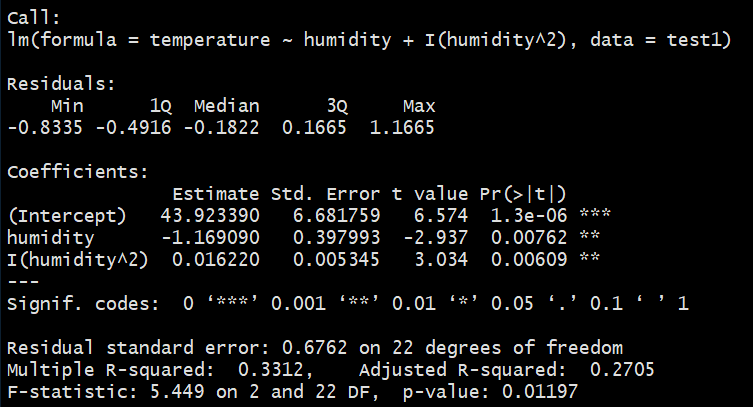 Call:
lm(formula = temperature ~ humidity + I(humidity^2), data = test1)
Residuals:
    Min      1Q  Median      3Q     Max
-0.8335 -0.4916 -0.1822  0.1665  1.1665
Coefficients:
               Estimate Std. Error t value Pr(>|t|)
(Intercept)   43.923390   6.681759   6.574  1.3e-06 ***
humidity      -1.169090   0.397993  -2.937  0.00762 **
I(humidity^2)  0.016220   0.005345   3.034  0.00609 **
---
Signif. codes:  0 ‘***’ 0.001 ‘**’ 0.01 ‘*’ 0.05 ‘.’ 0.1 ‘ ’ 1
Residual standard error: 0.6762 on 22 degrees of freedom
Multiple R-squared:  0.3312,    Adjusted R-squared:  0.2705
F-statistic: 5.449 on 2 and 22 DF,  p-value: 0.01197